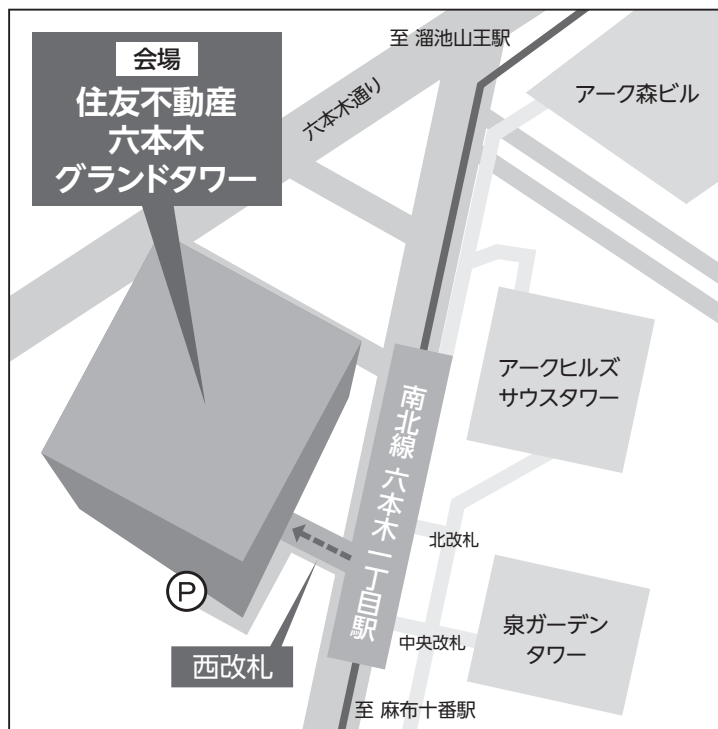 会場
住友不動産
六本木
グランドタワー
至 溜池山王駅
六本木通り
アーク森ビル
アークヒルズ
サウスタワー
南北線 六本木一丁目駅
北改札
中央改札
泉ガーデン
タワー
P
西改札
至 麻布十番駅